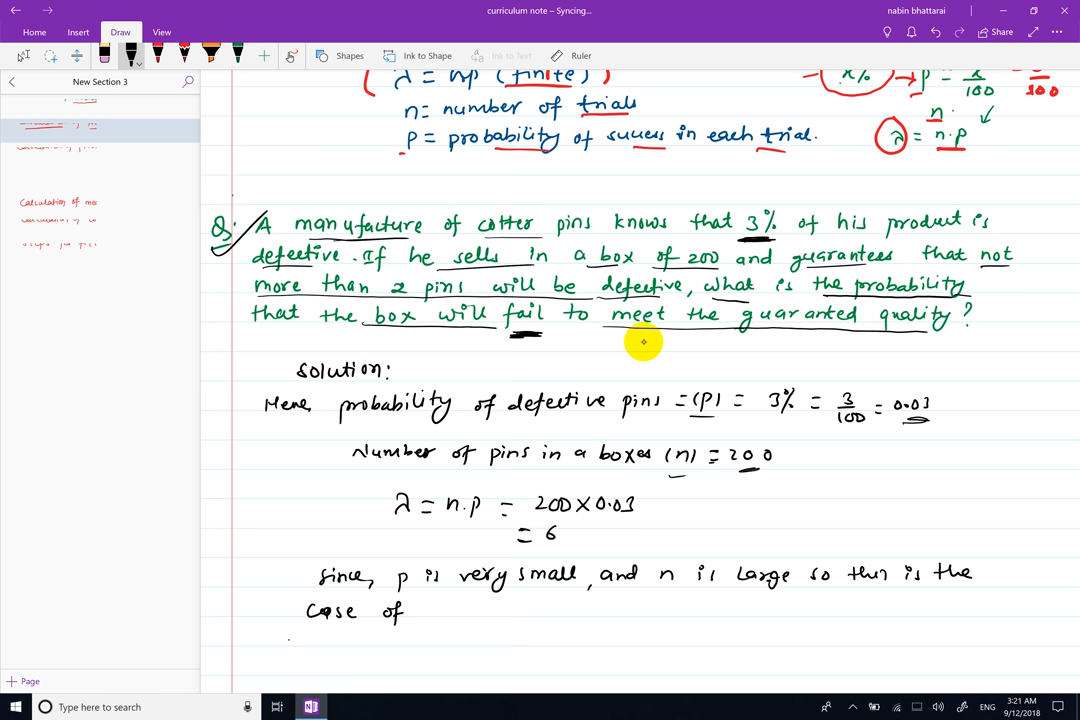 curriculum note – Syncing...
nabin bhattarai
Home Insert Draw View
Share
Shapes
Ink to Shape
Ink to Text
Ruler
New Section 3
Calculation of me
λ = np (finite)
n = number of trials
P = probability of success in each trial.
x% → p = x/100
100
n
λ = n.p
Q: A manufacture of cotter pins knows that 3% of his product is
defective. If he sells in a box of 200 and guarantees that not
more than 2 pins will be defective, what is the probability
that the box will fail to meet the guaranted quality?
Solution:
Here, probability of defective pins = (p) = 3% = 3/100 = 0.03
Number of pins in a boxes (n) = 200
λ = n.p = 200 × 0.03
= 6
Since, p is very small, and n is large so this is the
case of
+ Page
Type here to search
ENG
3:21 AM
9/12/2018